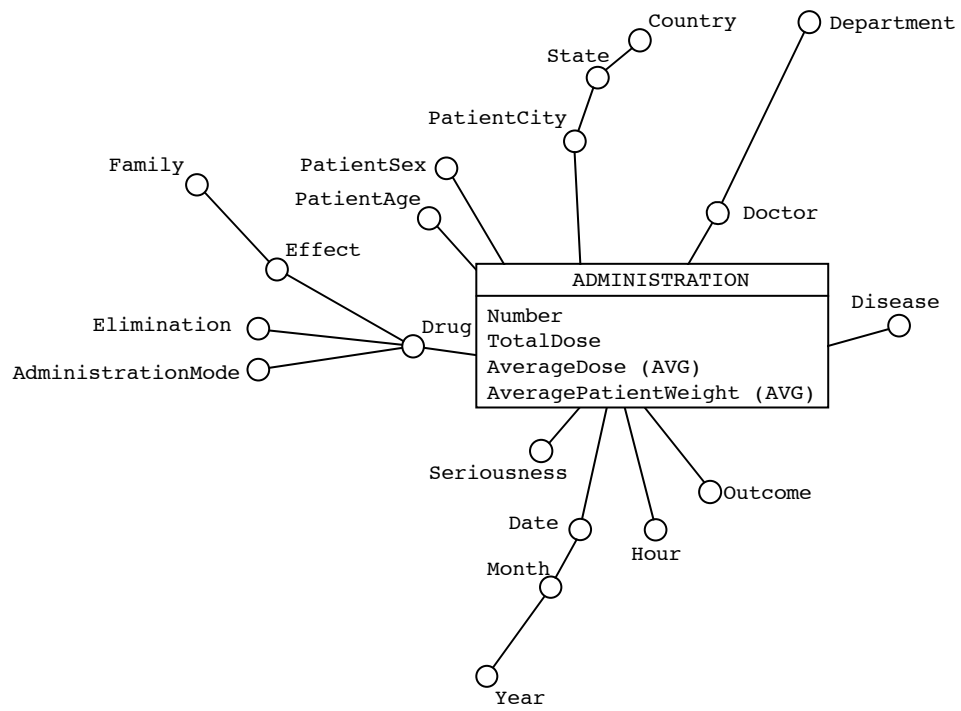 Country
Department
State
PatientCity
Family
PatientSex
PatientAge
Doctor
Effect
ADMINISTRATION
Disease
Number
Elimination
Drug
TotalDose
AdministrationMode
AverageDose (AVG)
AveragePatientWeight (AVG)
Seriousness
Outcome
Date
Hour
Month
Year